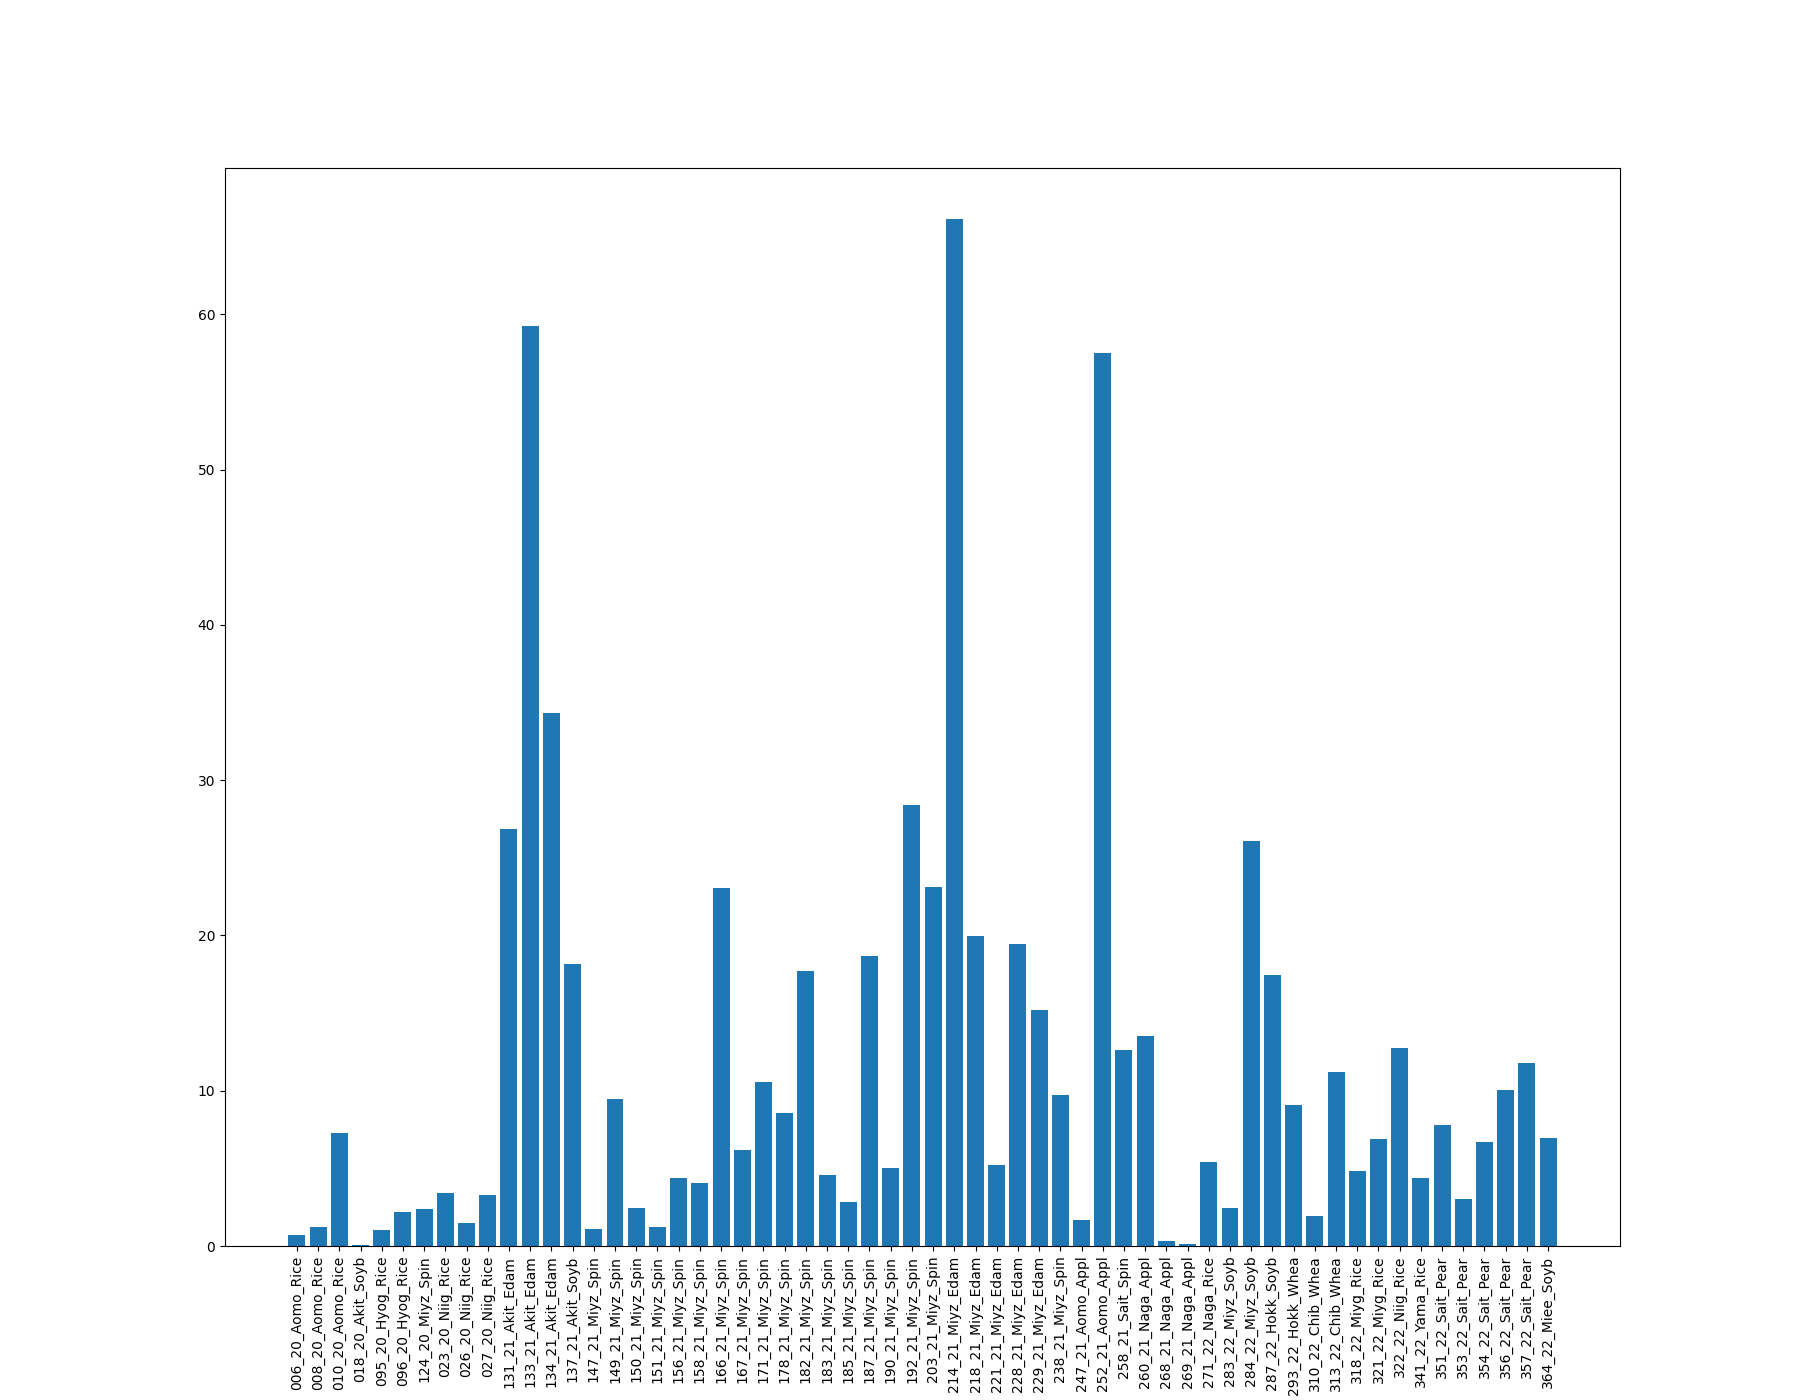 60
50
40
30
20
10
0
006_20_Aomo_Rice
008_20_Aomo_Rice
010_20_Aomo_Rice
018_20_Akit_Soyb
095_20_Hyog_Rice
096_20_Hyog_Rice
124_20_Miyz_Spin
023_20_Niig_Rice
026_20_Niig_Rice
027_20_Niig_Rice
131_21_Akit_Edam
133_21_Akit_Edam
134_21_Akit_Edam
137_21_Akit_Soyb
147_21_Miyz_Spin
149_21_Miyz_Spin
150_21_Miyz_Spin
151_21_Miyz_Spin
156_21_Miyz_Spin
158_21_Miyz_Spin
166_21_Miyz_Spin
167_21_Miyz_Spin
171_21_Miyz_Spin
178_21_Miyz_Spin
182_21_Miyz_Spin
183_21_Miyz_Spin
185_21_Miyz_Spin
187_21_Miyz_Spin
190_21_Miyz_Spin
192_21_Miyz_Spin
203_21_Miyz_Spin
214_21_Miyz_Edam
218_21_Miyz_Edam
221_21_Miyz_Edam
228_21_Miyz_Edam
229_21_Miyz_Edam
238_21_Miyz_Spin
247_21_Aomo_Appl
252_21_Aomo_Appl
258_21_Sait_Spin
260_21_Naga_Appl
268_21_Naga_Appl
269_21_Naga_Appl
271_22_Naga_Rice
283_22_Miyz_Soyb
284_22_Miyz_Soyb
287_22_Hokk_Soyb
293_22_Hokk_Whea
310_22_Chib_Whea
313_22_Chib_Whea
318_22_Miyg_Rice
321_22_Miyg_Rice
322_22_Niig_Rice
341_22_Yama_Rice
351_22_Sait_Pear
353_22_Sait_Pear
354_22_Sait_Pear
356_22_Sait_Pear
357_22_Sait_Pear
364_22_Miee_Soyb